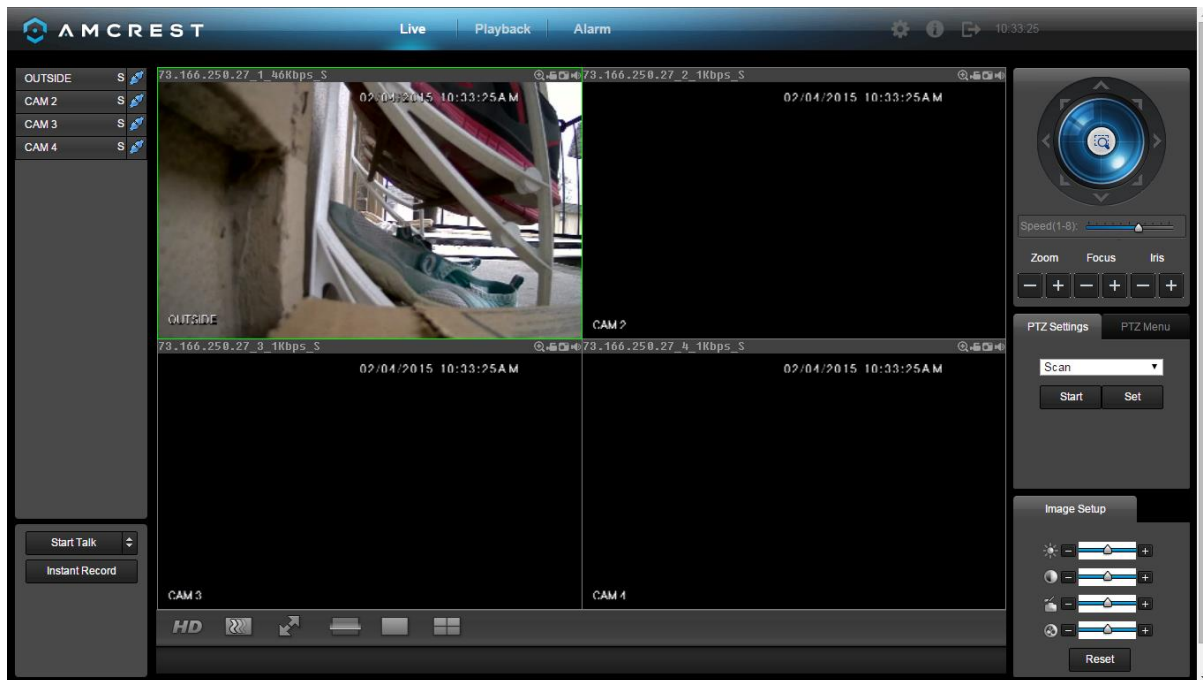 AMCREST
Live
Playback
Alarm
10:33:25
OUTSIDE S
CAM 2 S
CAM 3 S
CAM 4 S
73.166.250.27_1_46Kbps_S
02/04/2015 10:33:25AM
OUTSIDE
73.166.250.27_2_1Kbps_S
02/04/2015 10:33:25AM
CAM 2
73.166.250.27_3_1Kbps_S
02/04/2015 10:33:25AM
CAM 3
73.166.250.27_4_1Kbps_S
02/04/2015 10:33:25AM
CAM 4
Speed(1-8):
Zoom Focus Iris
PTZ Settings
PTZ Menu
Scan
Start
Set
Image Setup
Reset
Start Talk
Instant Record
HD